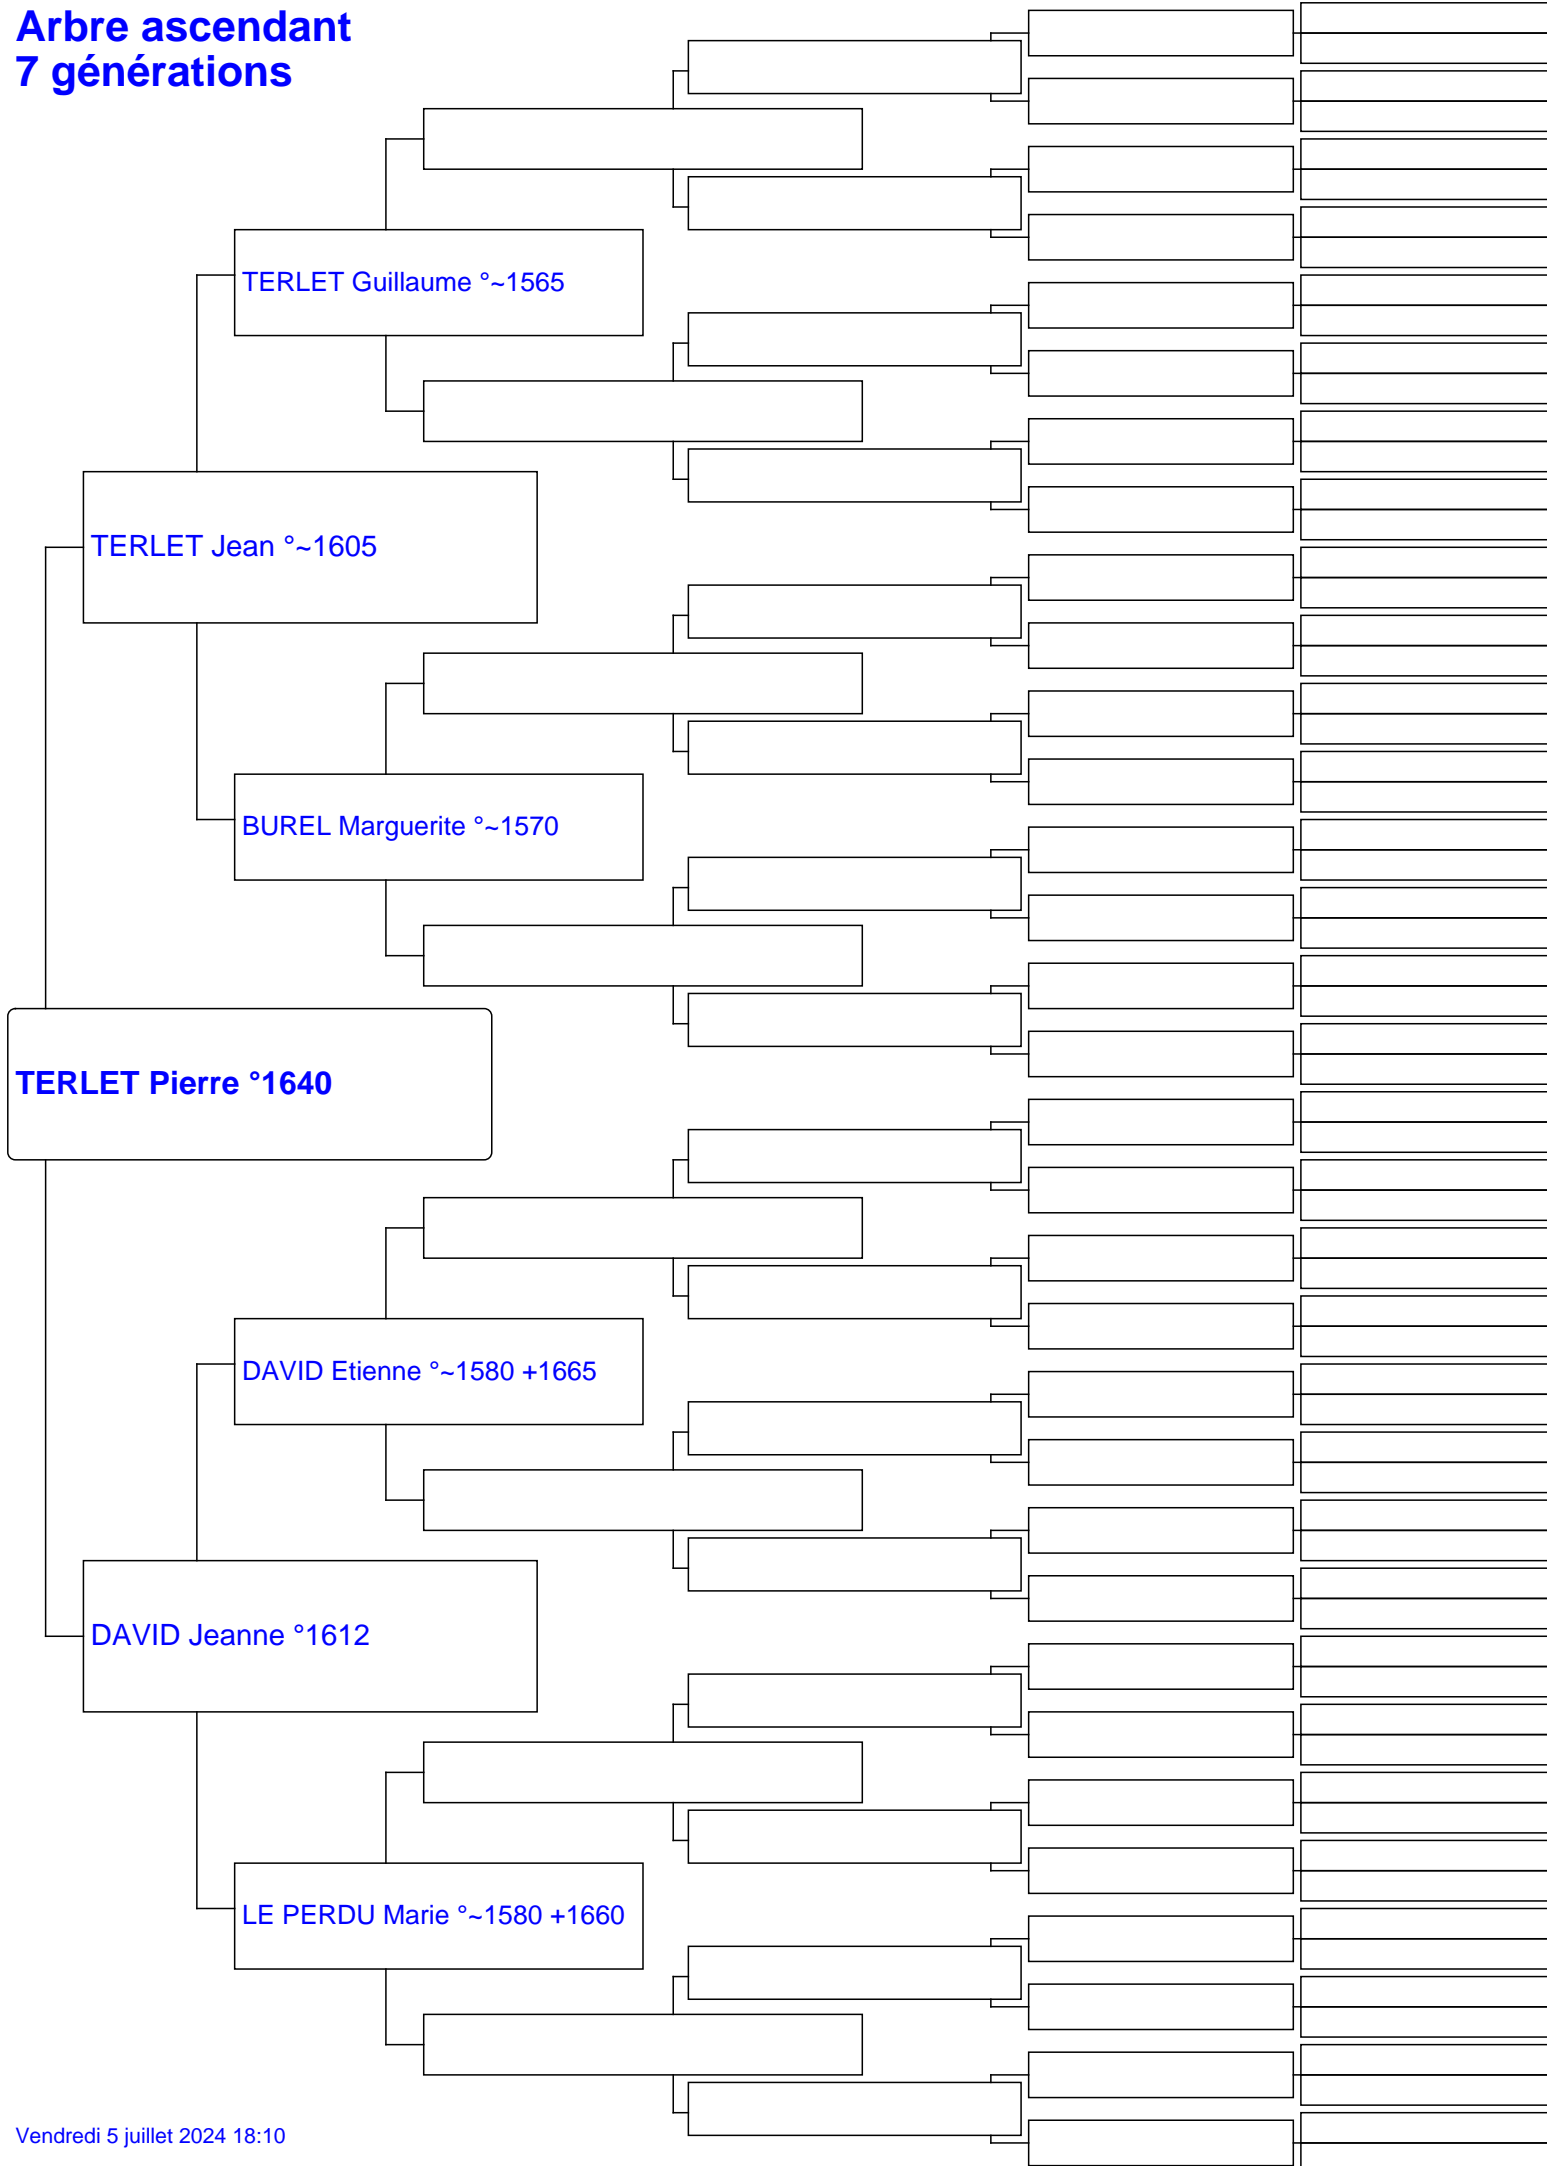 Arbre ascendant
7 générations
TERLET Guillaume °~1565
TERLET Jean °~1605
BUREL Marguerite °~1570
TERLET Pierre °1640
DAVID Etienne °~1580 +1665
DAVID Jeanne °1612
LE PERDU Marie °~1580 +1660
Vendredi 5 juillet 2024 18:10